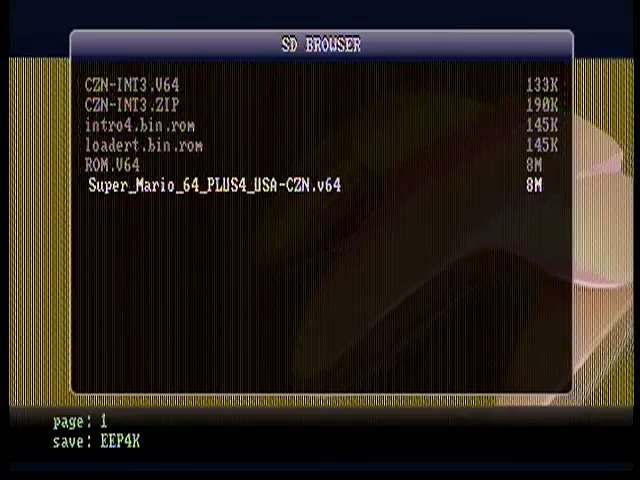 SD BROWSER
CZN-INT3.V64 133K
CZN-INT3.ZIP 190K
intro4.bin.rom 145K
loadert.bin.rom 145K
ROM.V64 8M
Super_Mario_64_PLUS4_USA-CZN.v64 8M
page: 1
save: EEP4K